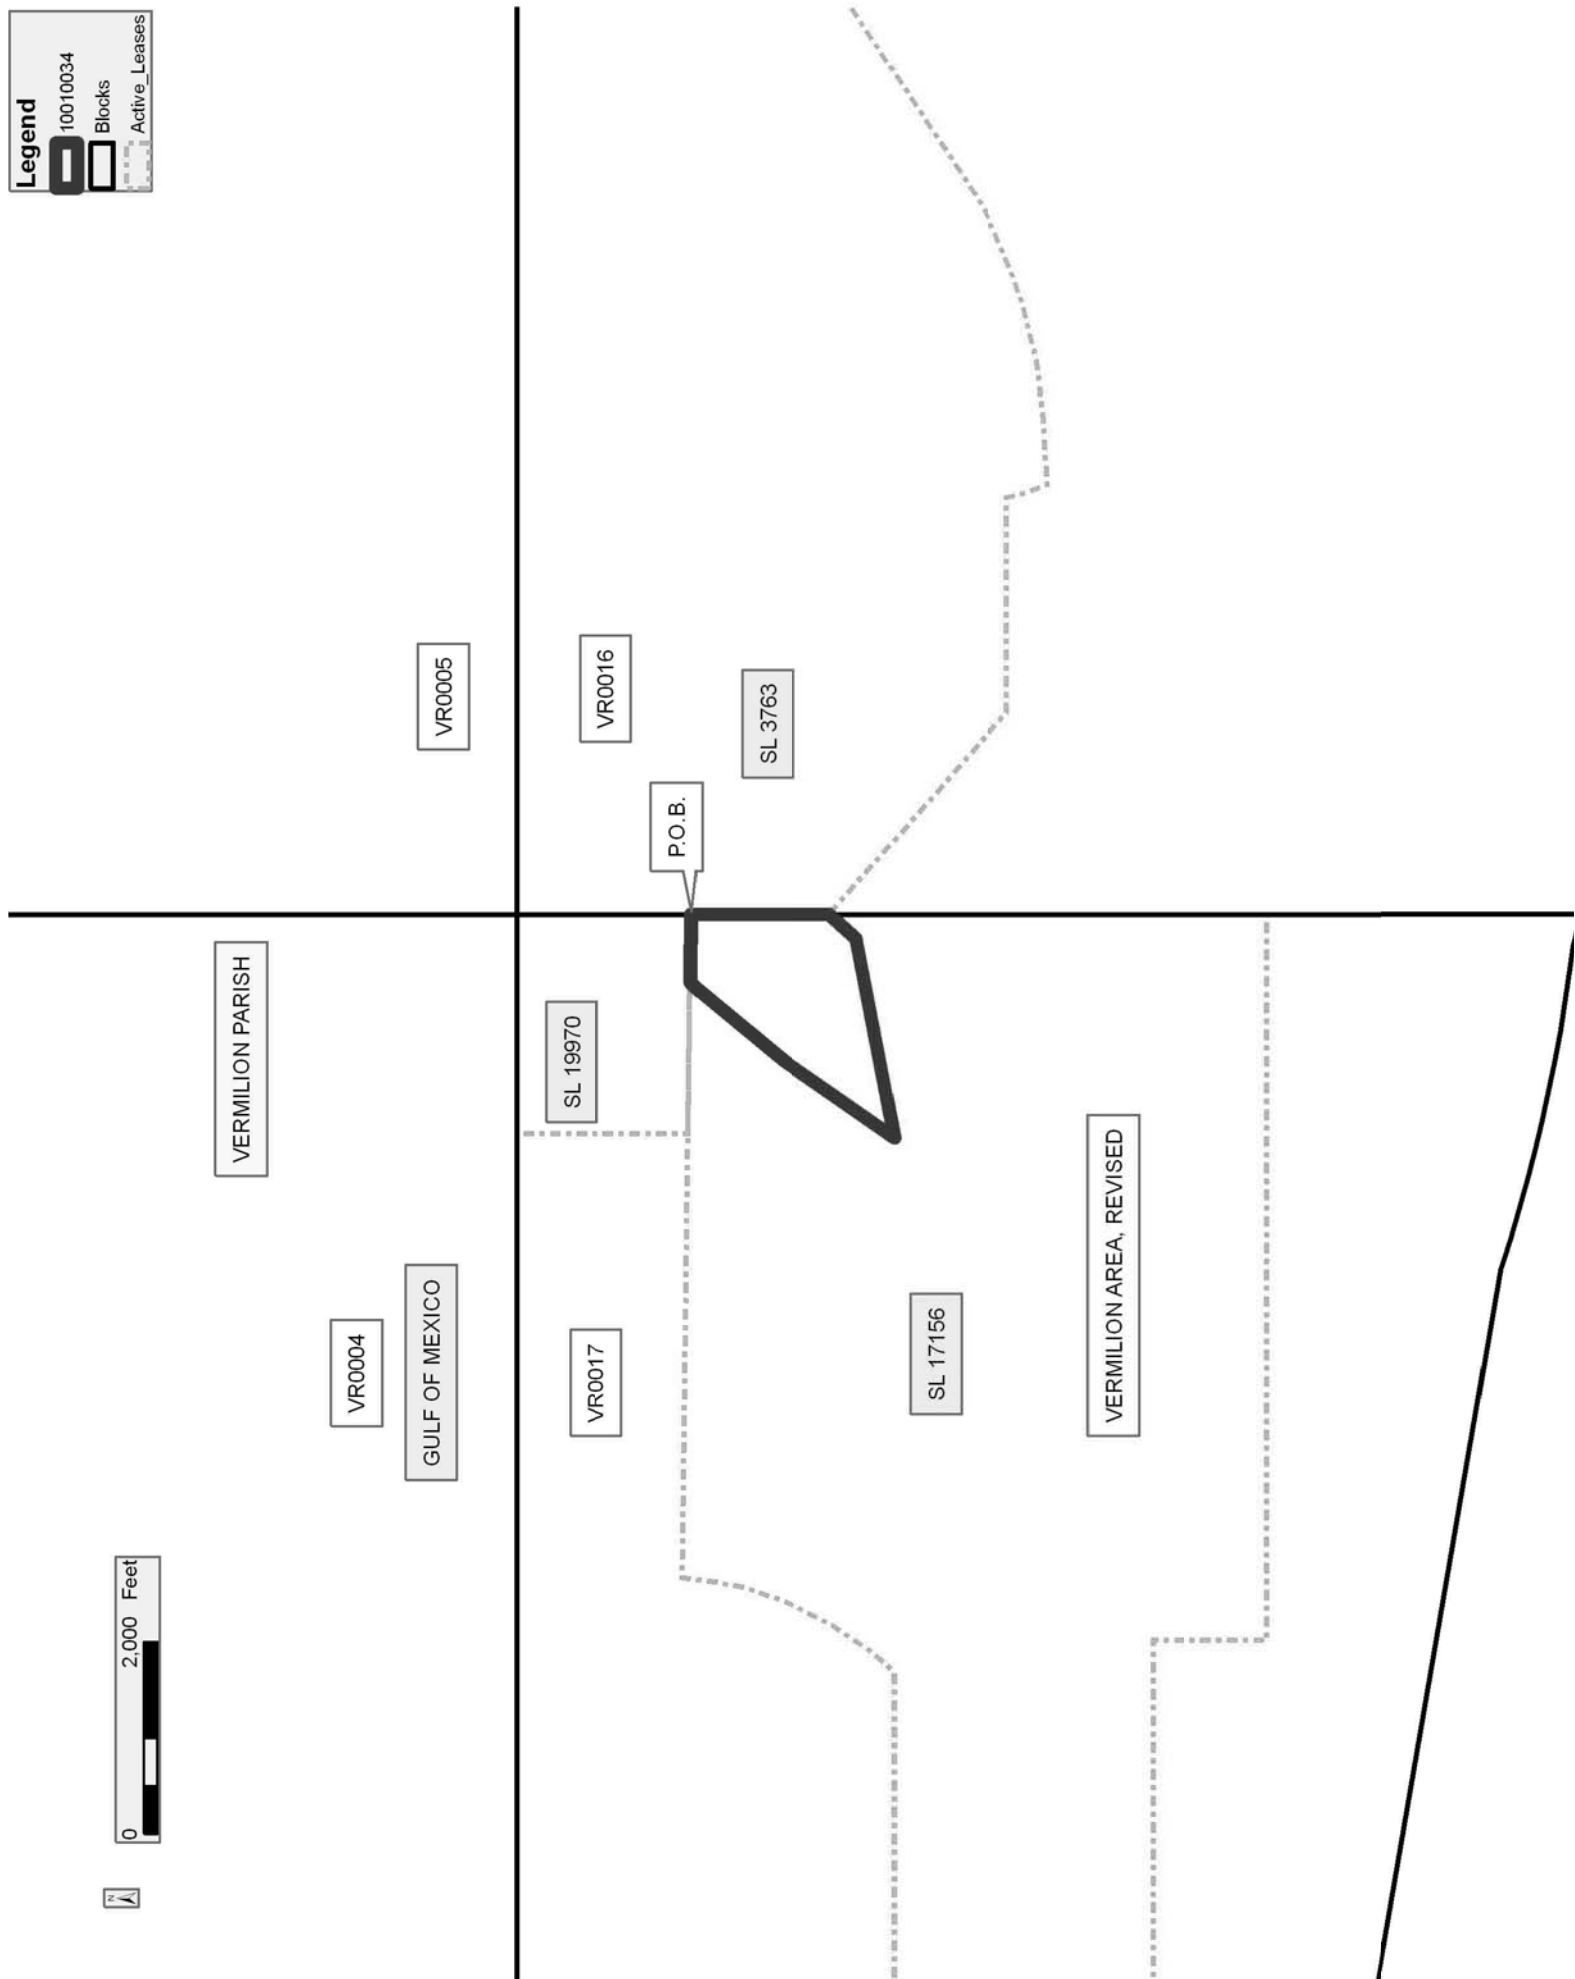 Legend
10010034
Blocks
Active_Leases
N
0 2,000 Feet
VERMILION PARISH
VR0004
GULF OF MEXICO
VR0005
SL 19970
VR0017
VR0016
P.O.B.
SL 3763
SL 17156
VERMILION AREA, REVISED